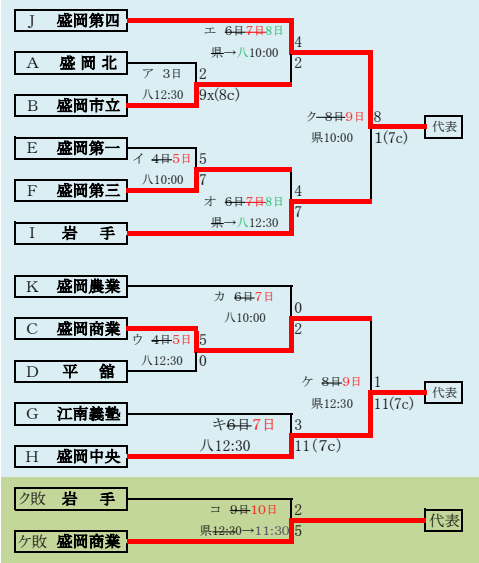 J 盛岡第四
エ 6日7日8日
4
県→八10:00
2
A 盛岡北
ア 3日
2
八12:30
9x(8c)
B 盛岡市立
ク 8日9日
8
代表
県10:00
1(7c)
E 盛岡第一
イ 4日5日
5
八10:00
7
F 盛岡第三
オ 6日7日8日
4
県→八12:30
7
I 岩手
K 盛岡農業
カ 6日7日
0
八10:00
2
C 盛岡商業
ウ 4日5日
5
八12:30
0
D 平舘
ケ 8日9日
1
代表
県12:30
11(7c)
G 江南義塾
キ6日7日
3
八12:30
11(7c)
H 盛岡中央
ク敗 岩手
コ 9日10日
2
代表
県12:30→11:30
5
ケ敗 盛岡商業